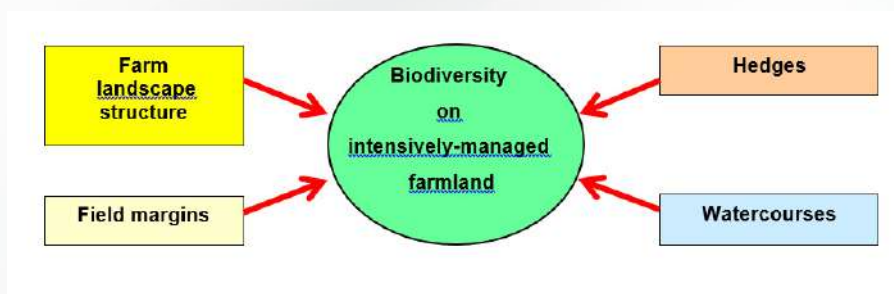 Farm
landscape
structure
Biodiversity
on
intensively-managed
farmland
Hedges
Field margins
Watercourses